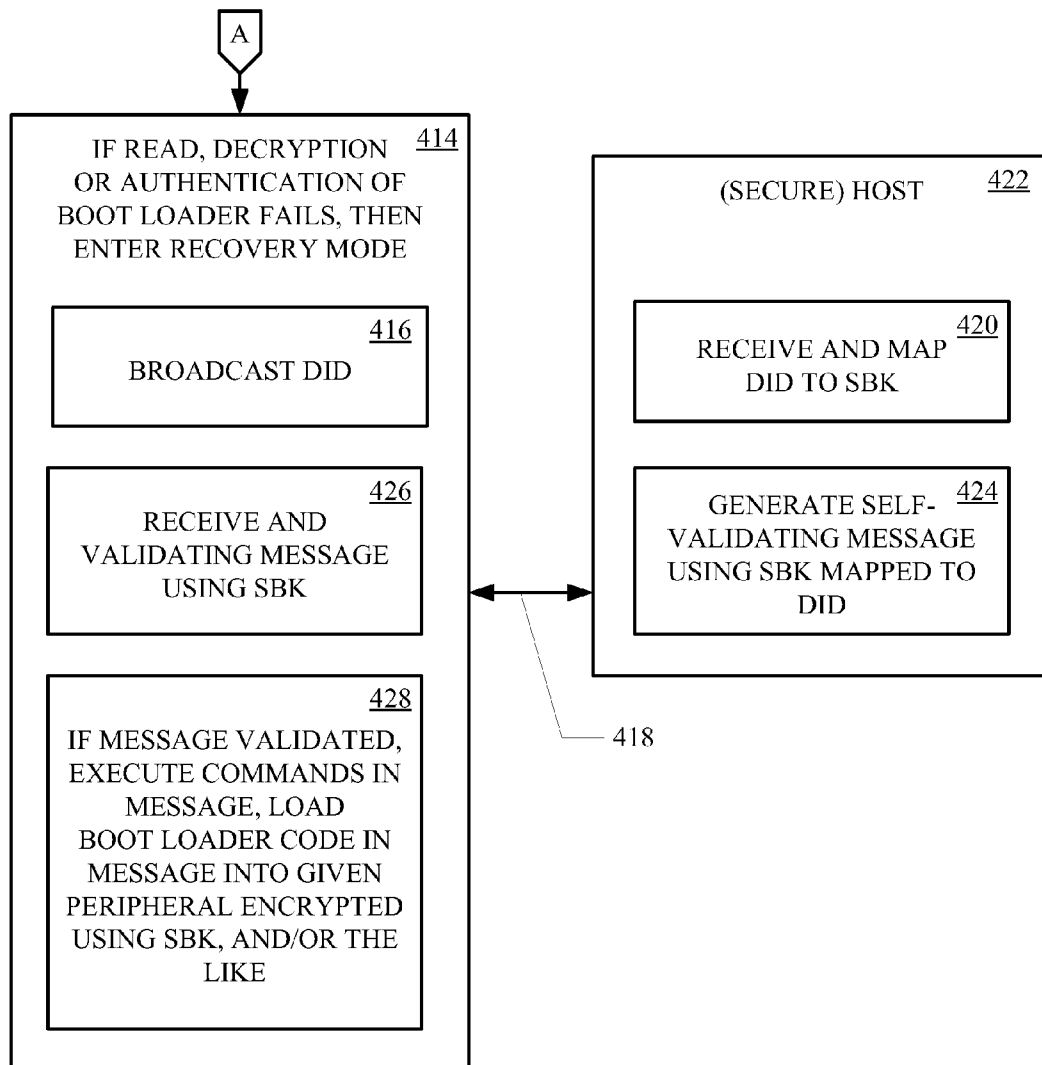 A
414
IF READ, DECRYPTION
OR AUTHENTICATION OF
BOOT LOADER FAILS, THEN
ENTER RECOVERY MODE
416
BROADCAST DID
426
RECEIVE AND
VALIDATING MESSAGE
USING SBK
428
IF MESSAGE VALIDATED,
EXECUTE COMMANDS IN
MESSAGE, LOAD
BOOT LOADER CODE IN
MESSAGE INTO GIVEN
PERIPHERAL ENCRYPTED
USING SBK, AND/OR THE
LIKE
418
(SECURE) HOST
422
420
RECEIVE AND MAP
DID TO SBK
424
GENERATE SELF-
VALIDATING MESSAGE
USING SBK MAPPED TO
DID